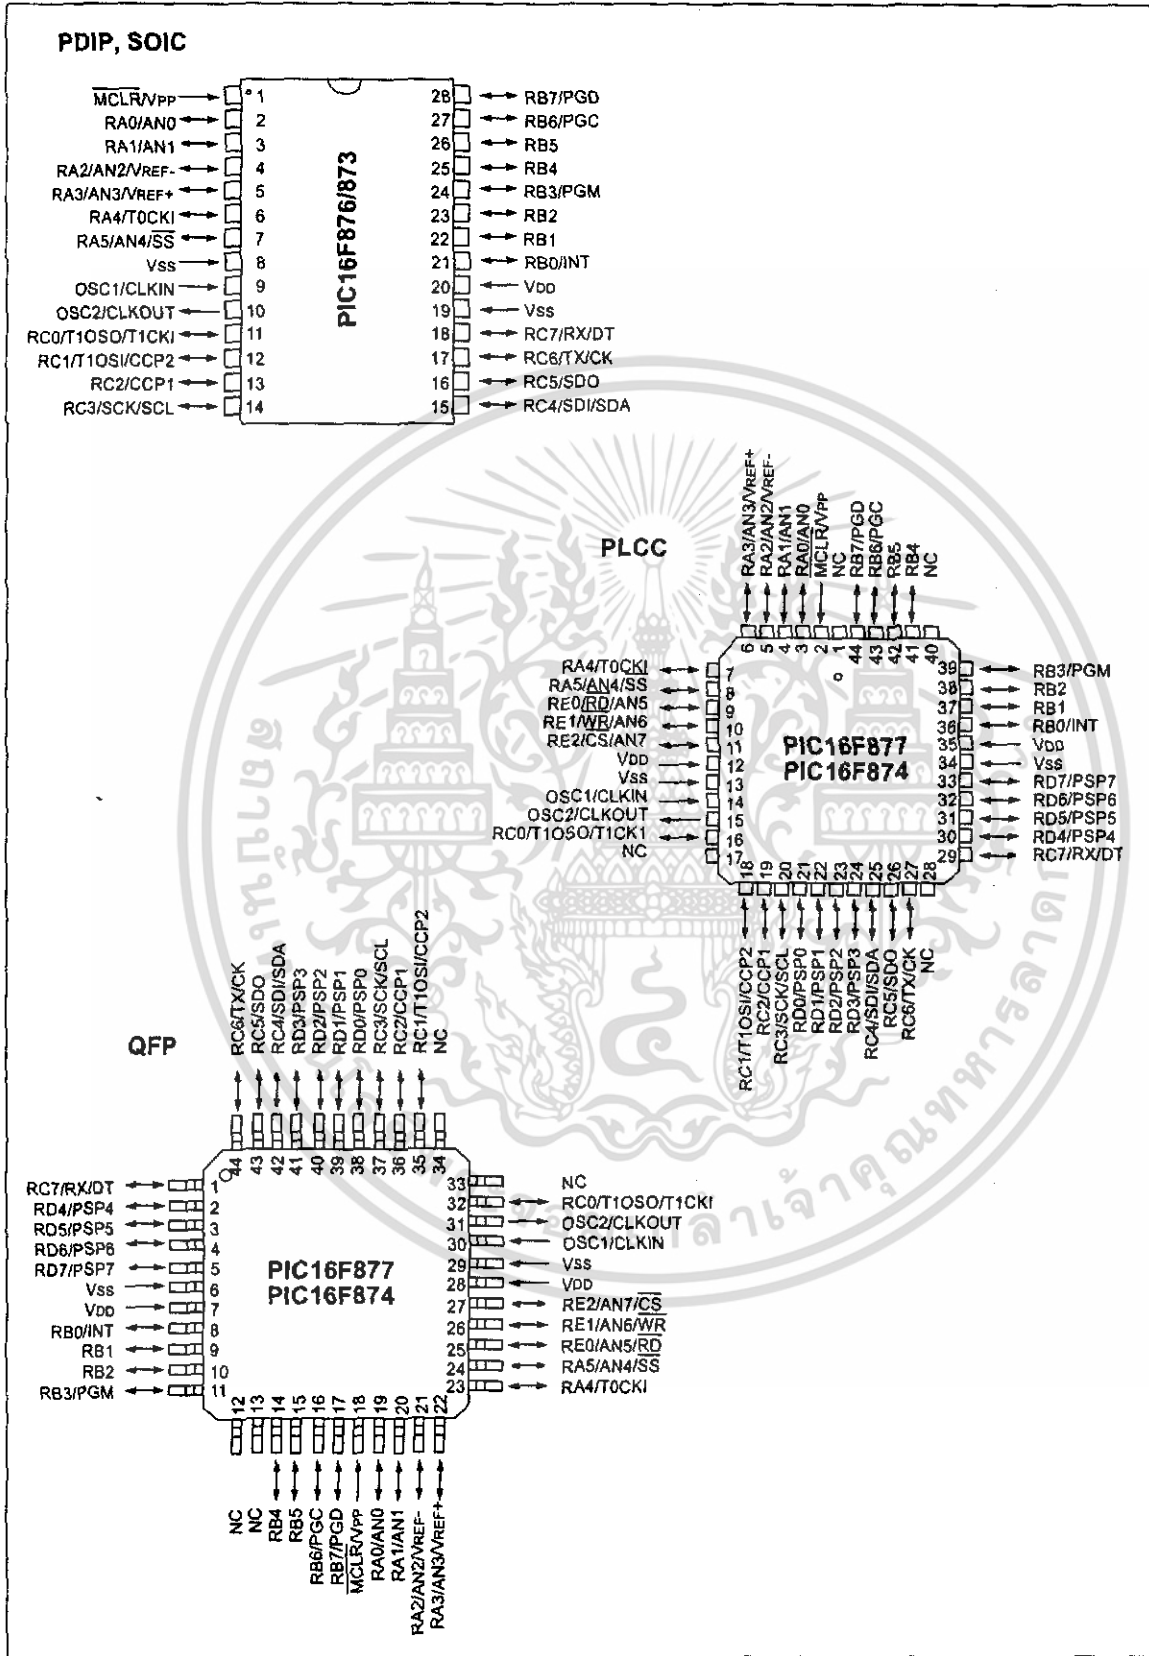 PDIP, SOIC
MCLR/VPP 1
RA0/AN0 2
RA1/AN1 3
RA2/AN2/VREF- 4
RA3/AN3/VREF+ 5
RA4/T0CKI 6
RA5/AN4/SS 7
VSS 8
OSC1/CLKIN 9
OSC2/CLKOUT 10
RC0/T1OSO/T1CKI 11
RC1/T1OSI/CCP2 12
RC2/CCP1 13
RC3/SCK/SCL 14
PIC16F876/873
28 RB7/PGD
27 RB6/PGC
26 RB5
25 RB4
24 RB3/PGM
23 RB2
22 RB1
21 RB0/INT
20 VDD
19 VSS
18 RC7/RX/DT
17 RC6/TX/CK
16 RC5/SDO
15 RC4/SDI/SDA
PLCC
RA3/AN3/VREF+ 6
RA2/AN2/VREF- 5
RA1/AN1 4
RA0/AN0 3
MCLR/VPP 2
NC 1
RB7/PGD 44
RB6/PGC 43
RB5 42
RB4 41
NC 40
RA4/T0CKI 7
RA5/AN4/SS 8
RE0/RD/AN5 9
RE1/WR/AN6 10
RE2/CS/AN7 11
VDD 12
VSS 13
OSC1/CLKIN 14
OSC2/CLKOUT 15
RC0/T1OSO/T1CK1 16
NC 17
PIC16F877
PIC16F874
39 RB3/PGM
38 RB2
37 RB1
36 RB0/INT
35 VDD
34 VSS
33 RD7/PSP7
32 RD6/PSP6
31 RD5/PSP5
30 RD4/PSP4
29 RC7/RX/DT
18 RC1/T1OSI/CCP2
19 RC2/CCP1
20 RC3/SCK/SCL
21 RD0/PSP0
22 RD1/PSP1
23 RD2/PSP2
24 RD3/PSP3
25 RC4/SDI/SDA
26 RC5/SDO
27 RC6/TX/CK
28 NC
QFP
RC6/TX/CK 44
RC5/SDO 43
RC4/SDI/SDA 42
RD3/PSP3 41
RD2/PSP2 40
RD1/PSP1 39
RD0/PSP0 38
RC3/SCK/SCL 37
RC2/CCP1 36
RC1/T1OSI/CCP2 35
NC 34
RC7/RX/DT 1
RD4/PSP4 2
RD5/PSP5 3
RD6/PSP6 4
RD7/PSP7 5
VSS 6
VDD 7
RB0/INT 8
RB1 9
RB2 10
RB3/PGM 11
PIC16F877
PIC16F874
33 NC
32 RC0/T1OSO/T1CKI
31 OSC2/CLKOUT
30 OSC1/CLKIN
29 VSS
28 VDD
27 RE2/AN7/CS
26 RE1/AN6/WR
25 RE0/AN5/RD
24 RA5/AN4/SS
23 RA4/T0CKI
12 NC
13 NC
14 RB4
15 RB5
16 RB6/PGC
17 RB7/PGD
18 MCLR/VPP
19 RA0/AN0
20 RA1/AN1
21 RA2/AN2/VREF-
22 RA3/AN3/VREF+